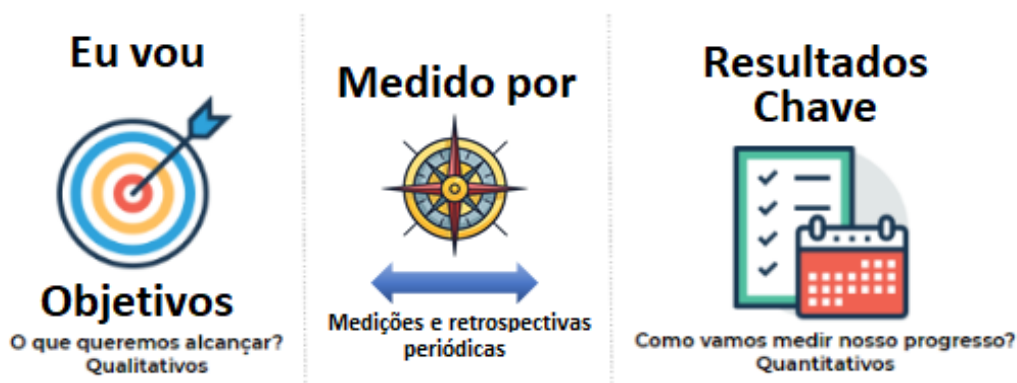 Eu vou
Objetivos
O que queremos alcançar?
Qualitativos
Medido por
Medições e retrospectivas
periódicas
Resultados
Chave
Como vamos medir nosso progresso?
Quantitativos